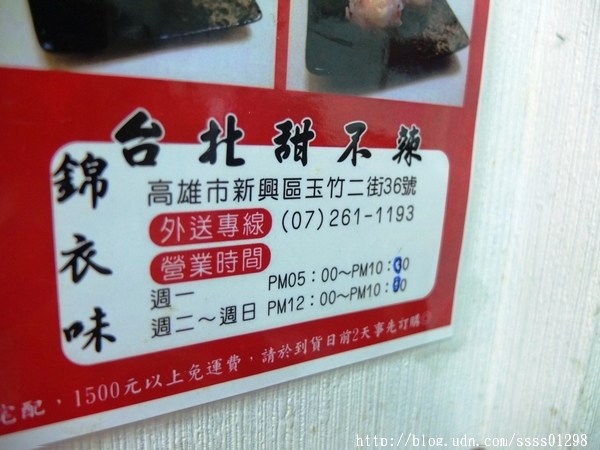 台北甜不辣
錦衣味
高雄市新興區玉竹二街36號
外送專線 (07)261-1193
營業時間
週一 PM05：00～PM10：00
週二～週日 PM12：00～PM10：00
宅配，1500元以上免運費，請於到貨日前2天事先訂購
http://blog.udn.com/ssss01298